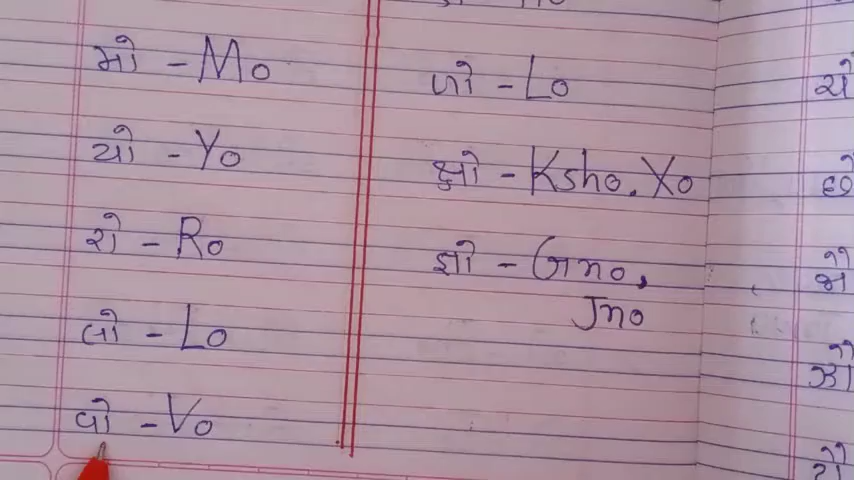 મો - Mo
યો - Yo
રો - Ro
લો - Lo
વો - Vo
ળો - Lo
ક્ષો - Ksho. Xo
જ્ઞો - Gno,
Jno